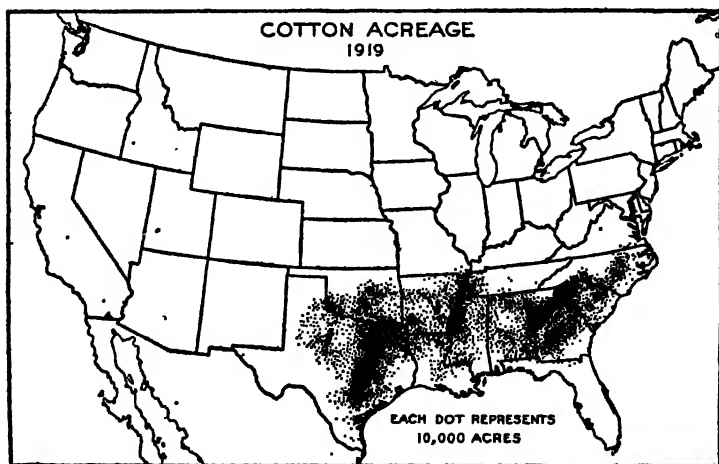 COTTON ACREAGE
1919
EACH DOT REPRESENTS
10,000 ACRES